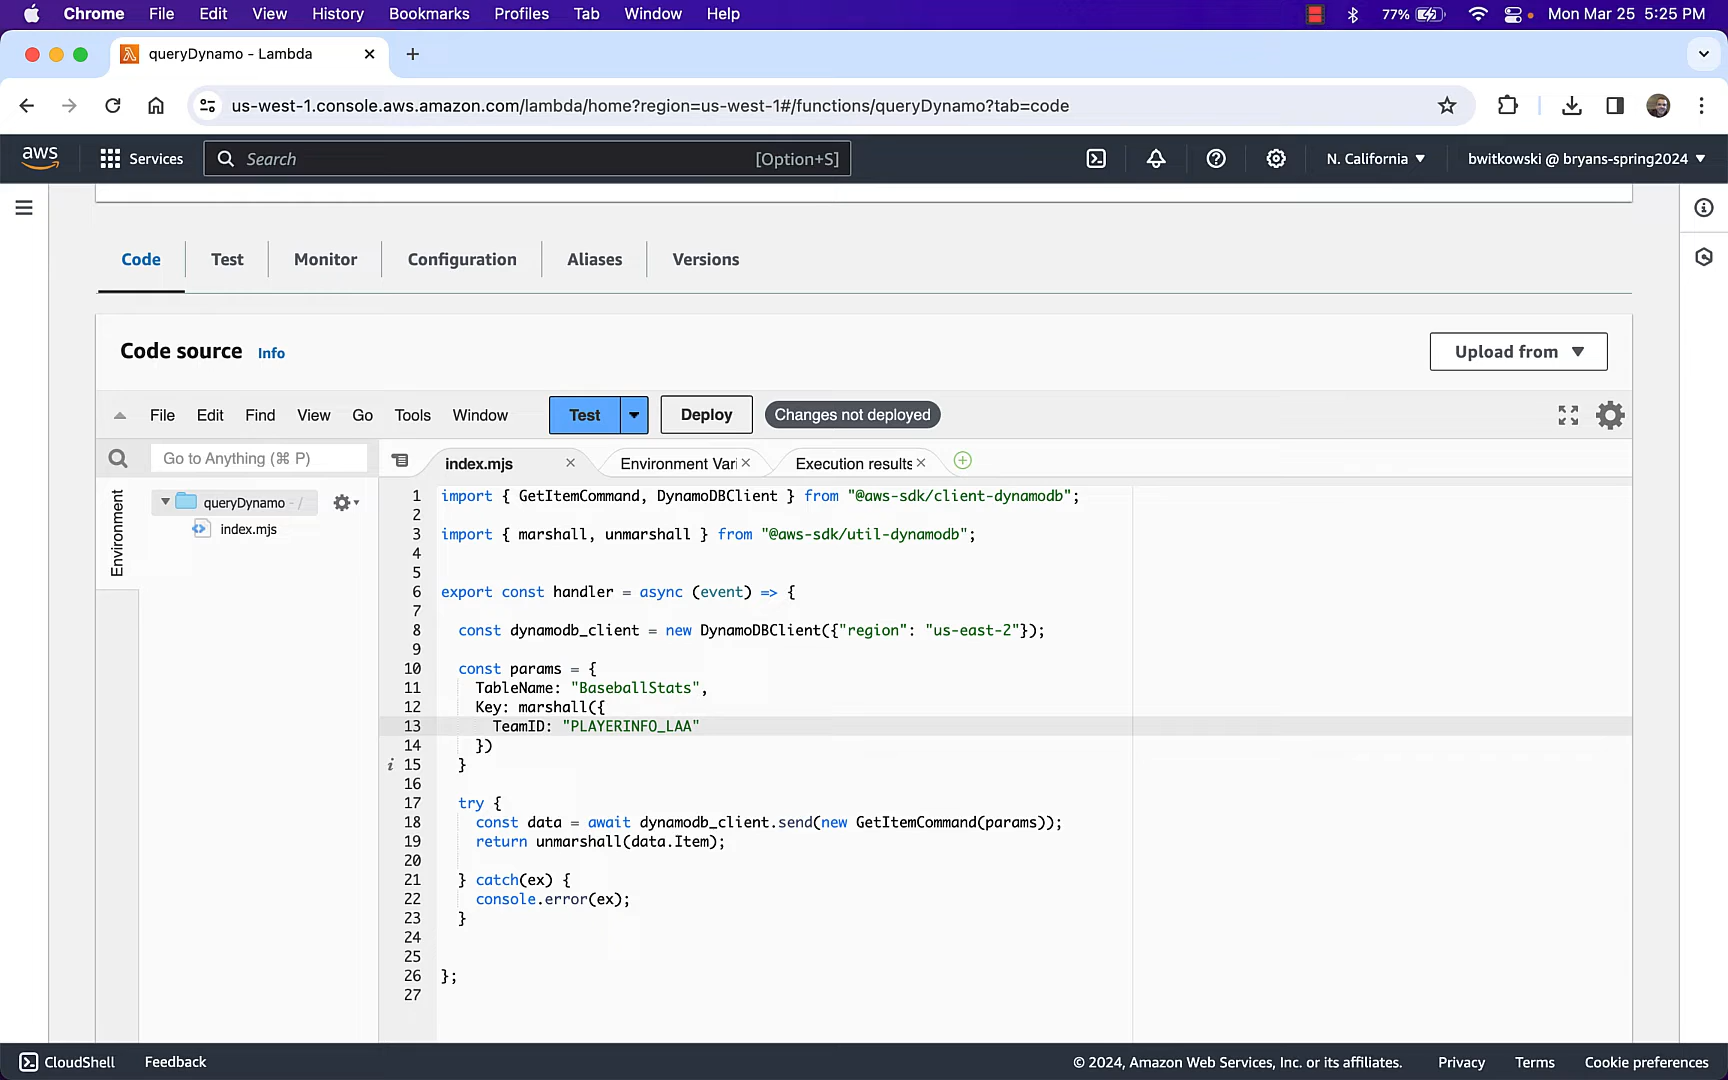 Chrome File Edit View History Bookmarks Profiles Tab Window Help 77% Mon Mar 25 5:25 PM
queryDynamo - Lambda
us-west-1.console.aws.amazon.com/lambda/home?region=us-west-1#/functions/queryDynamo?tab=code
aws Services Search [Option+S] N. California bwitkowski @ bryans-spring2024
Code Test Monitor Configuration Aliases Versions
Code source Info Upload from
File Edit Find View Go Tools Window Test Deploy Changes not deployed
Go to Anything (⌘ P) index.mjs Environment Vari Execution results
Environment
queryDynamo - /
index.mjs
1 import { GetItemCommand, DynamoDBClient } from "@aws-sdk/client-dynamodb";
2
3 import { marshall, unmarshall } from "@aws-sdk/util-dynamodb";
4
5
6 export const handler = async (event) => {
7
8 const dynamodb_client = new DynamoDBClient({"region": "us-east-2"});
9
10 const params = {
11 TableName: "BaseballStats",
12 Key: marshall({
13 TeamID: "PLAYERINFO_LAA"
14 })
i 15 }
16
17 try {
18 const data = await dynamodb_client.send(new GetItemCommand(params));
19 return unmarshall(data.Item);
20
21 } catch(ex) {
22 console.error(ex);
23 }
24
25
26 };
27
CloudShell Feedback © 2024, Amazon Web Services, Inc. or its affiliates. Privacy Terms Cookie preferences